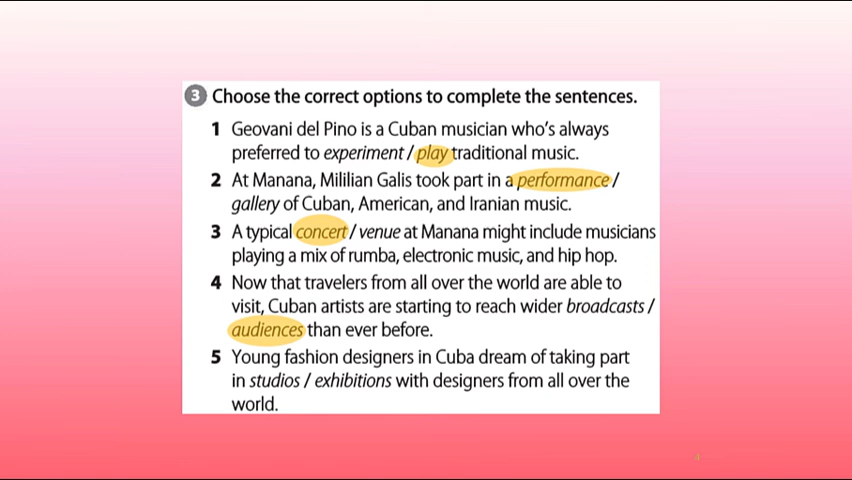 3 Choose the correct options to complete the sentences.
1 Geovani del Pino is a Cuban musician who's always
preferred to experiment / play traditional music.
2 At Manana, Mililian Galis took part in a performance /
gallery of Cuban, American, and Iranian music.
3 A typical concert / venue at Manana might include musicians
playing a mix of rumba, electronic music, and hip hop.
4 Now that travelers from all over the world are able to
visit, Cuban artists are starting to reach wider broadcasts /
audiences than ever before.
5 Young fashion designers in Cuba dream of taking part
in studios / exhibitions with designers from all over the
world.
4